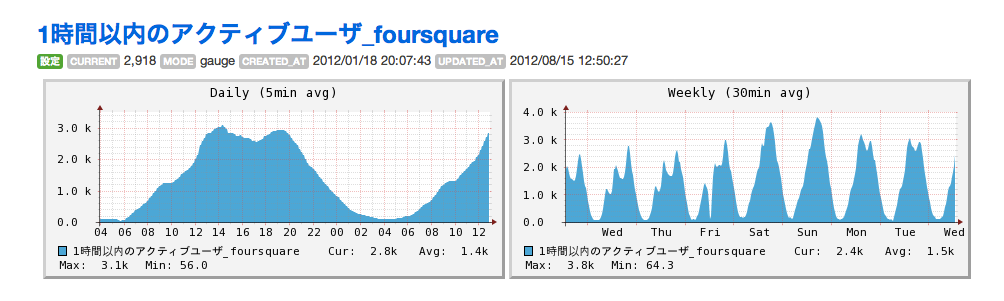 1時間以内のアクティブユーザ_foursquare
設定 CURRENT 2,918 MODE gauge CREATED_AT 2012/01/18 20:07:43 UPDATED_AT 2012/08/15 12:50:27
Daily (5min avg)
3.0 k
2.0 k
1.0 k
0.0
04 06 08 10 12 14 16 18 20 22 00 02 04 06 08 10 12
1時間以内のアクティブユーザ_foursquare Cur: 2.8k Avg: 1.4k
Max: 3.1k Min: 56.0
Weekly (30min avg)
4.0 k
3.0 k
2.0 k
1.0 k
0.0
Wed Thu Fri Sat Sun Mon Tue Wed
1時間以内のアクティブユーザ_foursquare Cur: 2.4k Avg: 1.5k
Max: 3.8k Min: 64.3